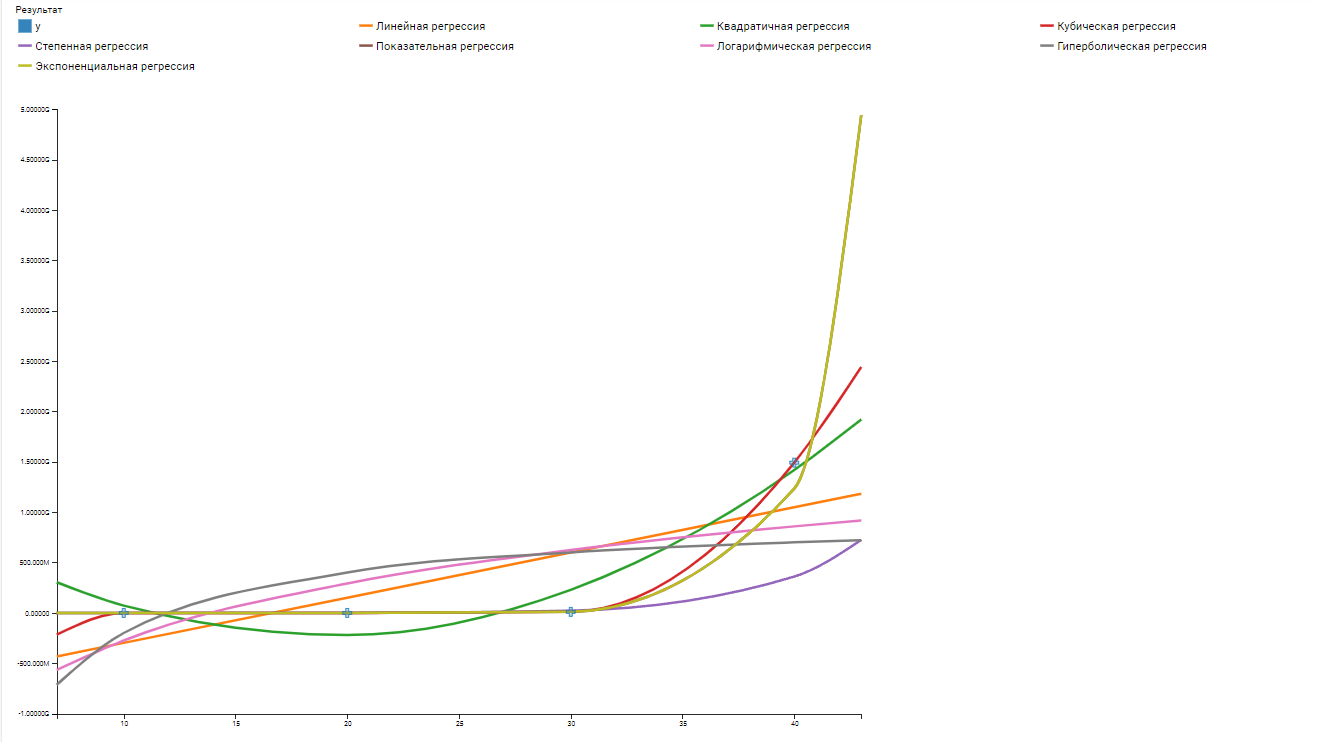 Результат
y Линейная регрессия Квадратичная регрессия Кубическая регрессия
Степенная регрессия Показательная регрессия Логарифмическая регрессия Гиперболическая регрессия
Экспоненциальная регрессия
5.00000G
4.50000G
4.00000G
3.50000G
3.00000G
2.50000G
2.00000G
1.50000G
1.00000G
500.000M
0.00000
-500.000M
-1.00000G
10 15 20 25 30 35 40